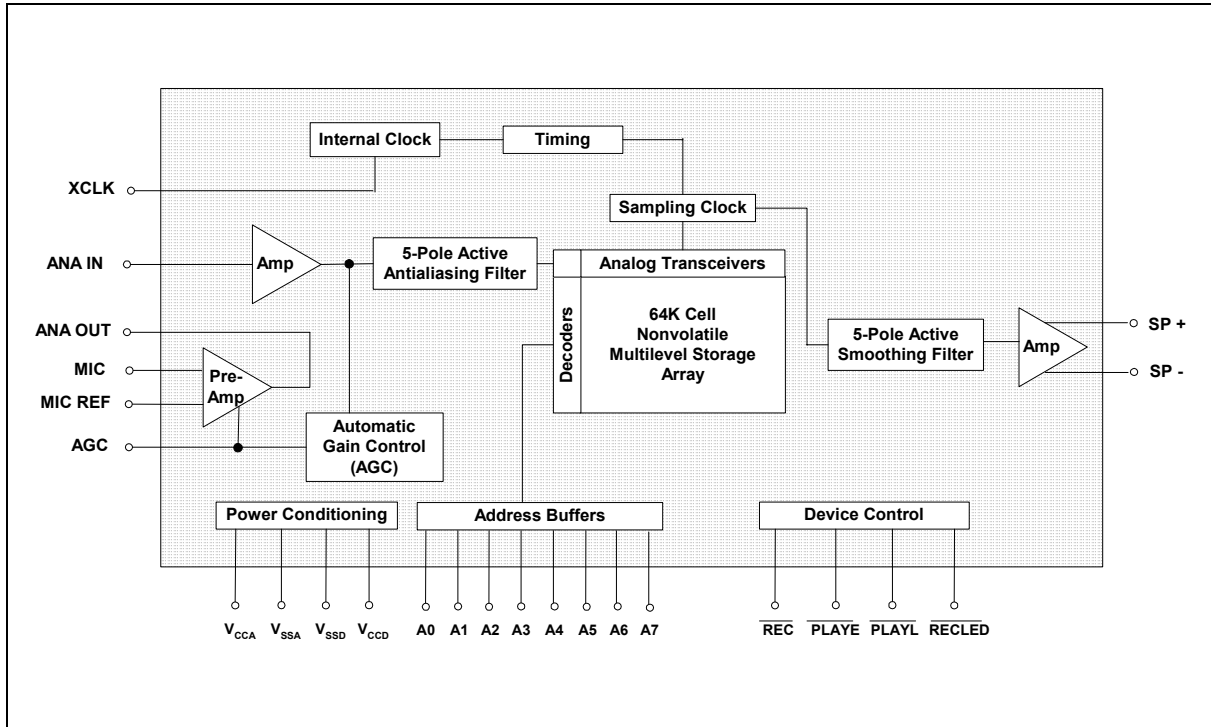 Internal Clock
Timing
XCLK
Sampling Clock
ANA IN
Amp
5-Pole Active
Antialiasing Filter
Analog Transceivers
ANA OUT
MIC
MIC REF
AGC
Pre-
Amp
Automatic
Gain Control
(AGC)
Decoders
64K Cell
Nonvolatile
Multilevel Storage
Array
5-Pole Active
Smoothing Filter
Amp
SP +
SP -
Power Conditioning
Address Buffers
Device Control
VCCA VSSA VSSD VCCD
A0 A1 A2 A3 A4 A5 A6 A7
REC PLAYE PLAYL RECLED